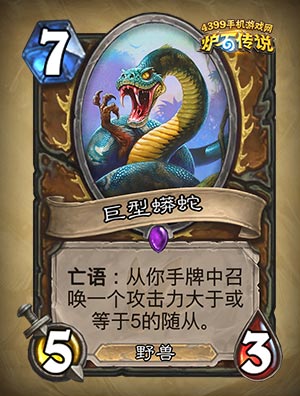 7
4399手机游戏网
炉石传说
巨型蟒蛇
亡语：从你手牌中召
唤一个攻击力大于或
等于5的随从。
5
野兽
3